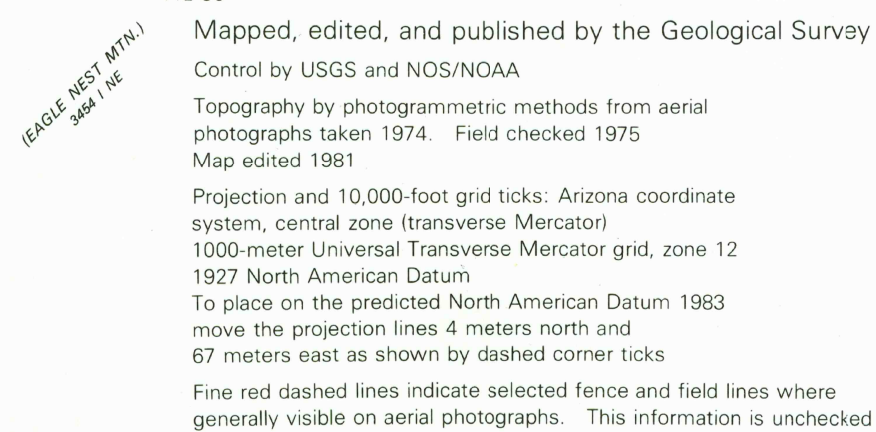 (EAGLE NEST MTN.)
3454 I NE
Mapped, edited, and published by the Geological Survey
Control by USGS and NOS/NOAA
Topography by photogrammetric methods from aerial
photographs taken 1974. Field checked 1975
Map edited 1981
Projection and 10,000-foot grid ticks: Arizona coordinate
system, central zone (transverse Mercator)
1000-meter Universal Transverse Mercator grid, zone 12
1927 North American Datum
To place on the predicted North American Datum 1983
move the projection lines 4 meters north and
67 meters east as shown by dashed corner ticks
Fine red dashed lines indicate selected fence and field lines where
generally visible on aerial photographs. This information is unchecked